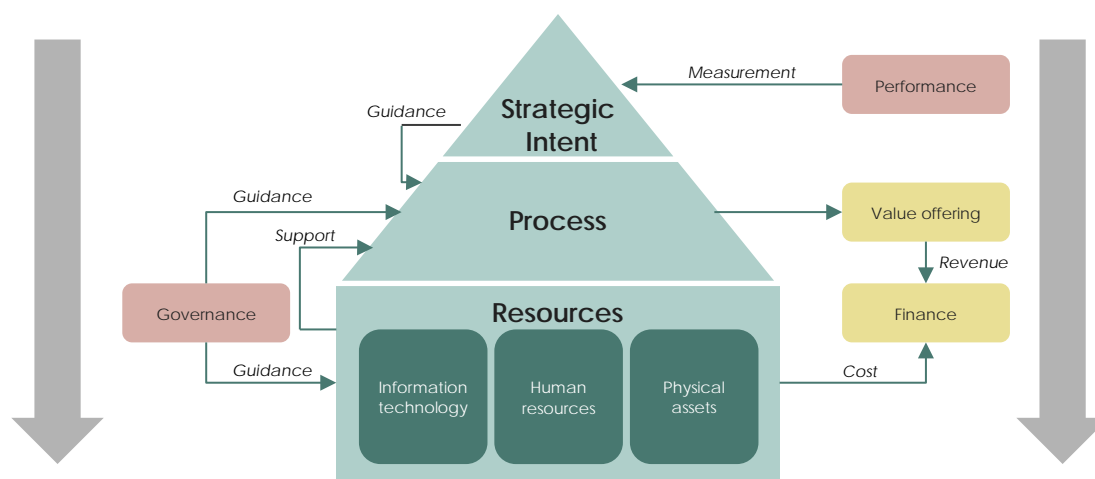 Measurement
Performance
Strategic
Intent
Guidance
Guidance
Process
Value offering
Support
Revenue
Governance
Resources
Finance
Guidance
Cost
Information
technology
Human
resources
Physical
assets